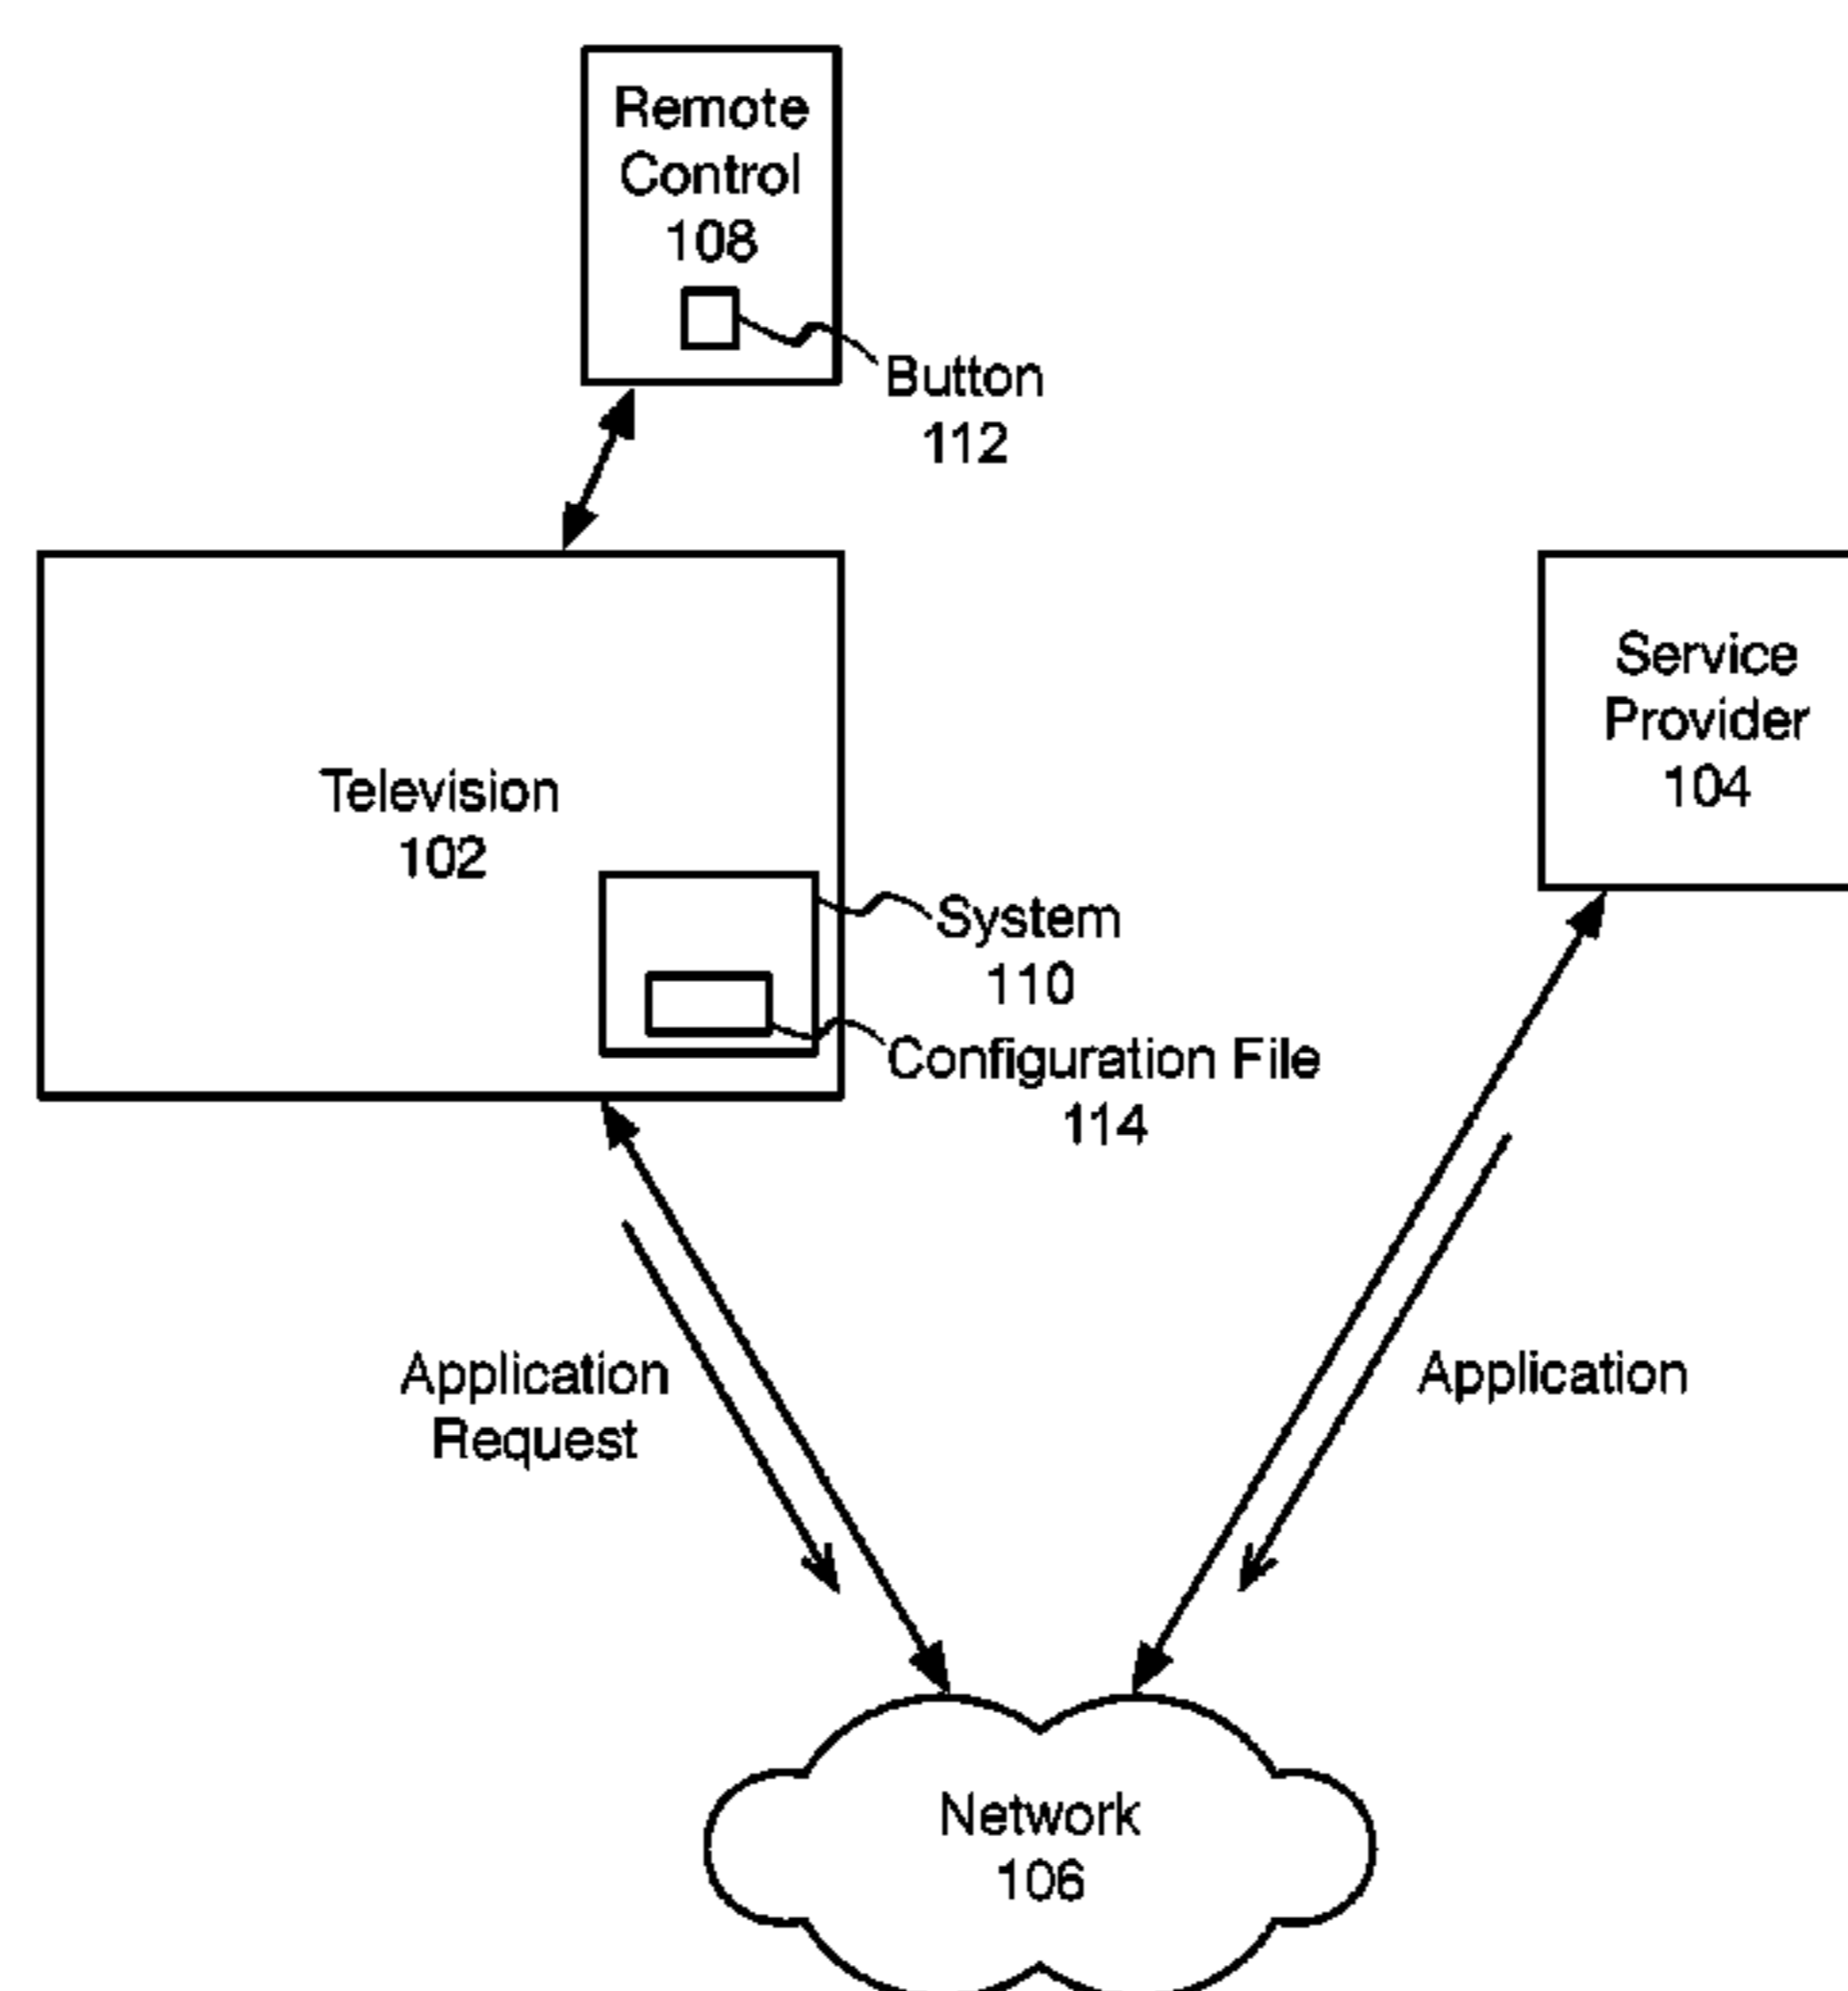 Remote
Control
108
Button
112
Television
102
System
110
Configuration File
114
Service
Provider
104
Application
Request
Application
Network
106